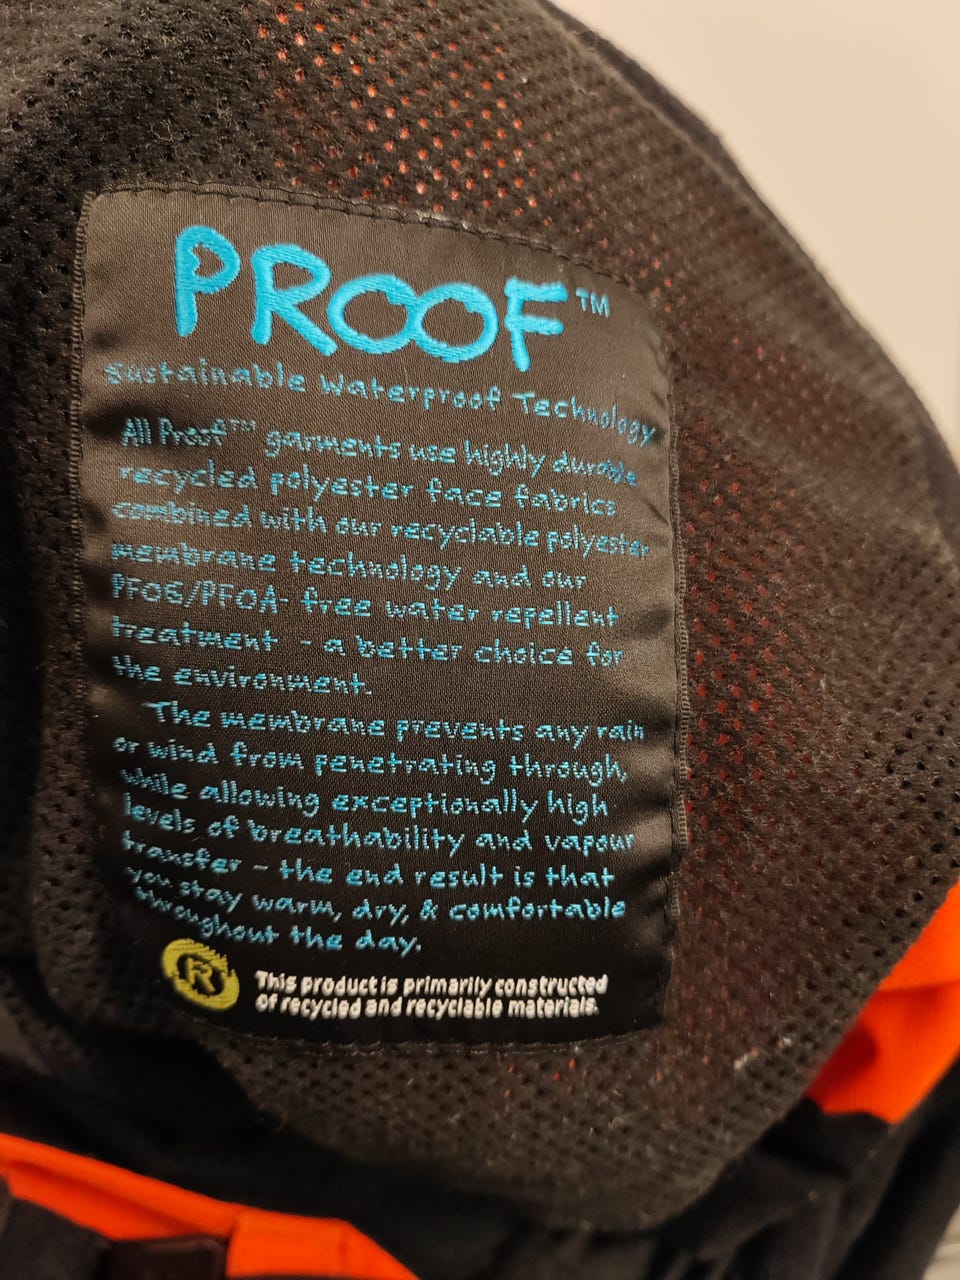 PROOF™
Sustainable Waterproof Technology
All Proof™ garments use highly durable
recycled polyester face fabrics
combined with our recyclable polyester
membrane technology and our
PFOS/PFOA- free water repellent
treatment - a better choice for
the environment.
The membrane prevents any rain
or wind from penetrating through,
while allowing exceptionally high
levels of breathability and vapour
transfer - the end result is that
you stay warm, dry, & comfortable
throughout the day.
R
This product is primarily constructed
of recycled and recyclable materials.